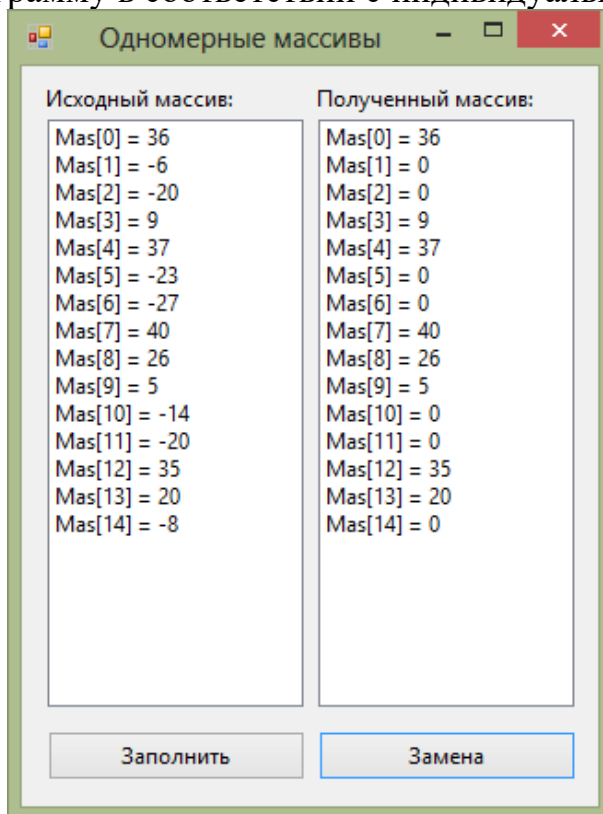 грамму в соответствии с индивидуаль
Одномерные массивы
Исходный массив:
Mas[0] = 36
Mas[1] = -6
Mas[2] = -20
Mas[3] = 9
Mas[4] = 37
Mas[5] = -23
Mas[6] = -27
Mas[7] = 40
Mas[8] = 26
Mas[9] = 5
Mas[10] = -14
Mas[11] = -20
Mas[12] = 35
Mas[13] = 20
Mas[14] = -8
Полученный массив:
Mas[0] = 36
Mas[1] = 0
Mas[2] = 0
Mas[3] = 9
Mas[4] = 37
Mas[5] = 0
Mas[6] = 0
Mas[7] = 40
Mas[8] = 26
Mas[9] = 5
Mas[10] = 0
Mas[11] = 0
Mas[12] = 35
Mas[13] = 20
Mas[14] = 0
Заполнить
Замена